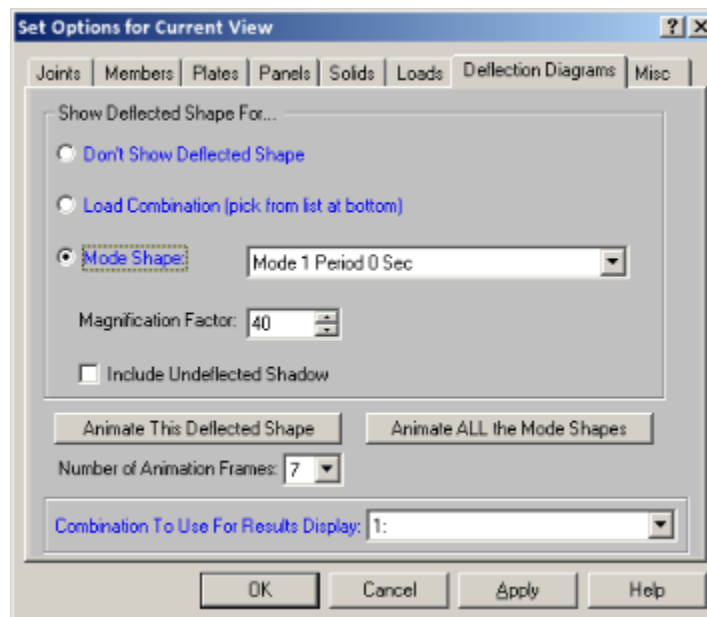 Set Options for Current View
Joints Members Plates Panels Solids Loads Deflection Diagrams Misc
Show Deflected Shape For...
Don't Show Deflected Shape
Load Combination (pick from list at bottom)
Mode Shape: Mode 1 Period 0 Sec
Magnification Factor: 40
Include Undeflected Shadow
Animate This Deflected Shape Animate ALL the Mode Shapes
Number of Animation Frames: 7
Combination To Use For Results Display: 1:
OK Cancel Apply Help